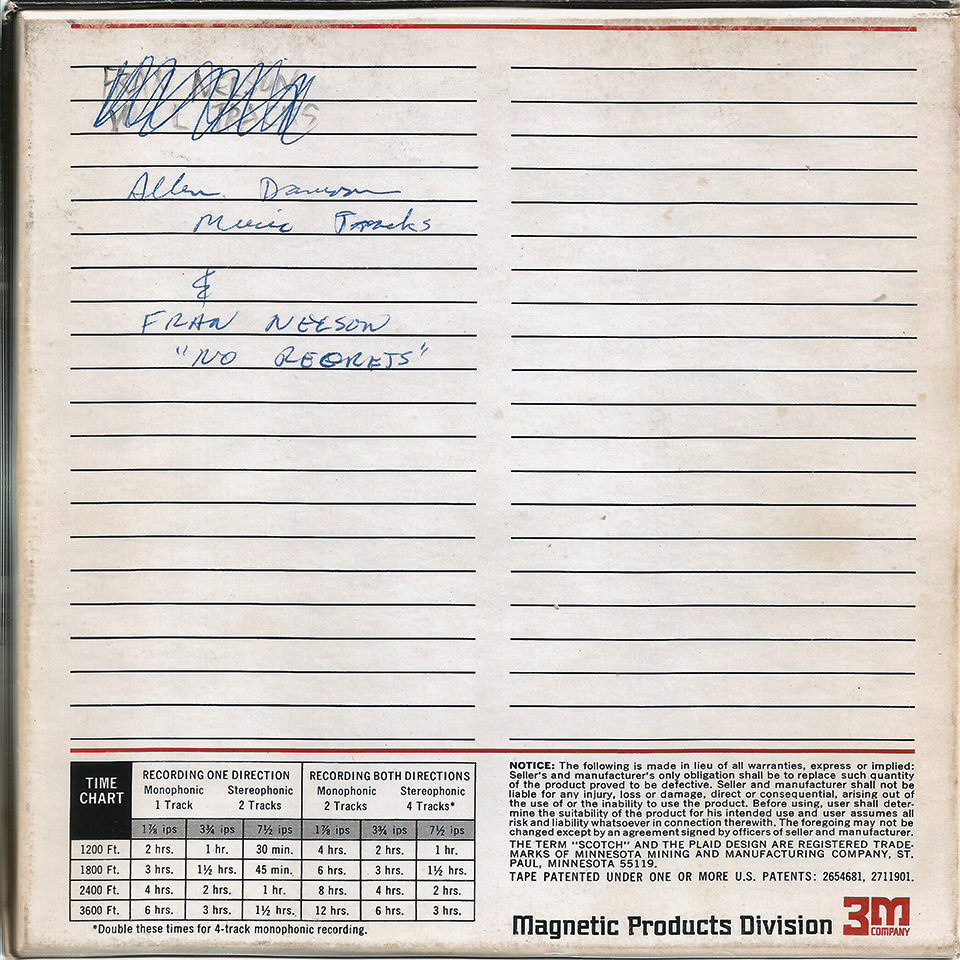 FRAN NELSON
TRACKS
Allen
Music Tracks
&
FRAN NELSON
"NO REGRETS"
TIME CHART
RECORDING ONE DIRECTION
RECORDING BOTH DIRECTIONS
Monophonic 1 Track
Stereophonic 2 Tracks
Monophonic 2 Tracks
Stereophonic 4 Tracks*
1⅞ ips 3¾ ips 7½ ips 1⅞ ips 3¾ ips 7½ ips
1200 Ft. 2 hrs. 1 hr. 30 min. 4 hrs. 2 hrs. 1 hr.
1800 Ft. 3 hrs. 1½ hrs. 45 min. 6 hrs. 3 hrs. 1½ hrs.
2400 Ft. 4 hrs. 2 hrs. 1 hr. 8 hrs. 4 hrs. 2 hrs.
3600 Ft. 6 hrs. 3 hrs. 1½ hrs. 12 hrs. 6 hrs. 3 hrs.
*Double these times for 4-track monophonic recording.
NOTICE: The following is made in lieu of all warranties, express or implied:
Seller's and manufacturer's only obligation shall be to replace such quantity
of the product proved to be defective. Seller and manufacturer shall not be
liable for any injury, loss or damage, direct or consequential, arising out of
the use of or the inability to use the product. Before using, user shall deter-
mine the suitability of the product for his intended use and user assumes all
risk and liability whatsoever in connection therewith. The foregoing may not be
changed except by an agreement signed by officers of seller and manufacturer.
THE TERM "SCOTCH" AND THE PLAID DESIGN ARE REGISTERED TRADE-
MARKS OF MINNESOTA MINING AND MANUFACTURING COMPANY, ST.
PAUL, MINNESOTA 55119.
TAPE PATENTED UNDER ONE OR MORE U.S. PATENTS: 2654681, 2711901.
Magnetic Products Division 3M COMPANY